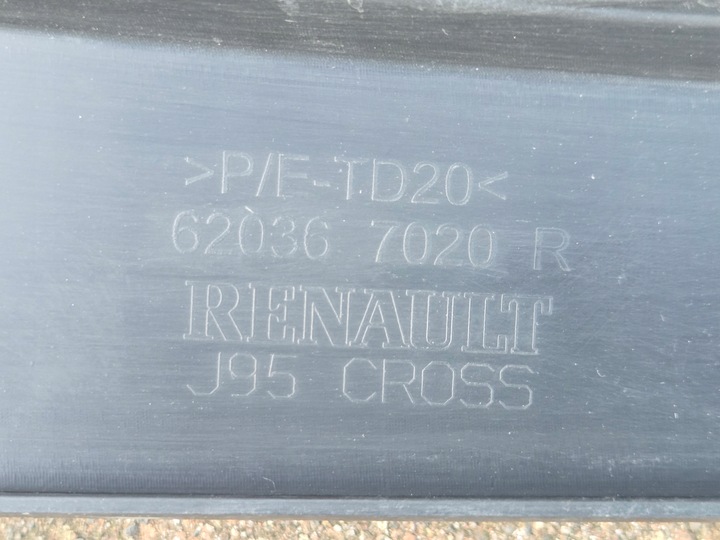 >P/F-TD20<
62036 7020 R
RENAULT
J95 CROSS